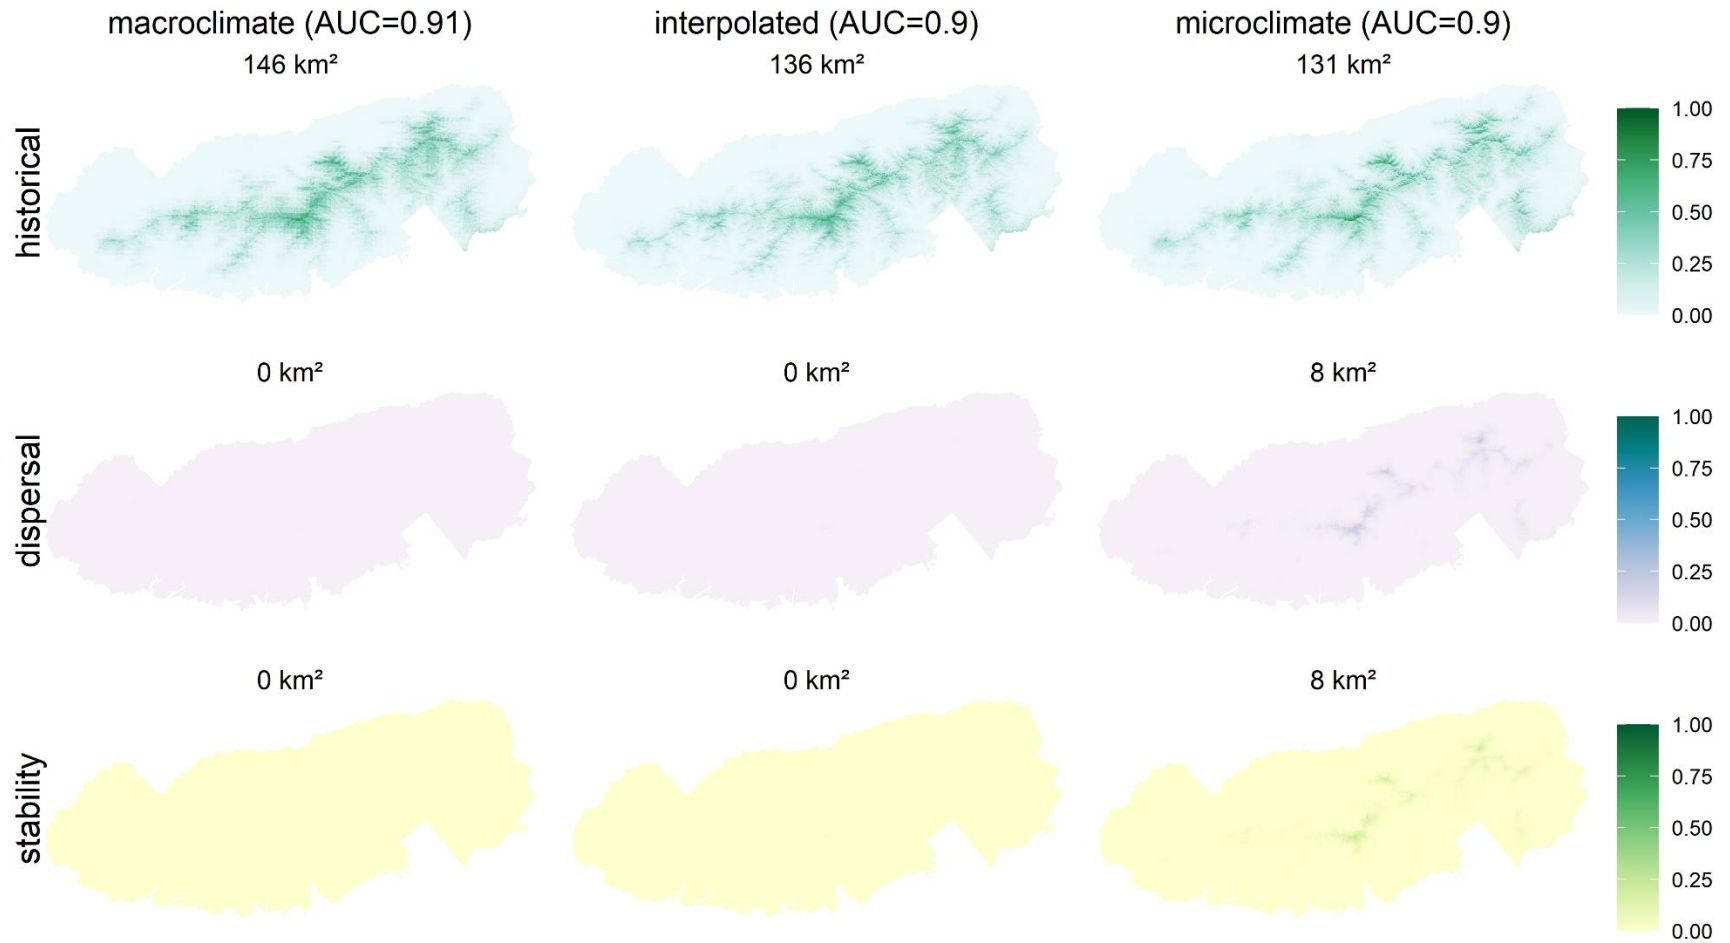 macroclimate (AUC=0.91)
interpolated (AUC=0.9)
microclimate (AUC=0.9)
146 km²
136 km²
131 km²
historical
1.00
0.75
0.50
0.25
0.00
0 km²
0 km²
8 km²
dispersal
1.00
0.75
0.50
0.25
0.00
0 km²
0 km²
8 km²
stability
1.00
0.75
0.50
0.25
0.00